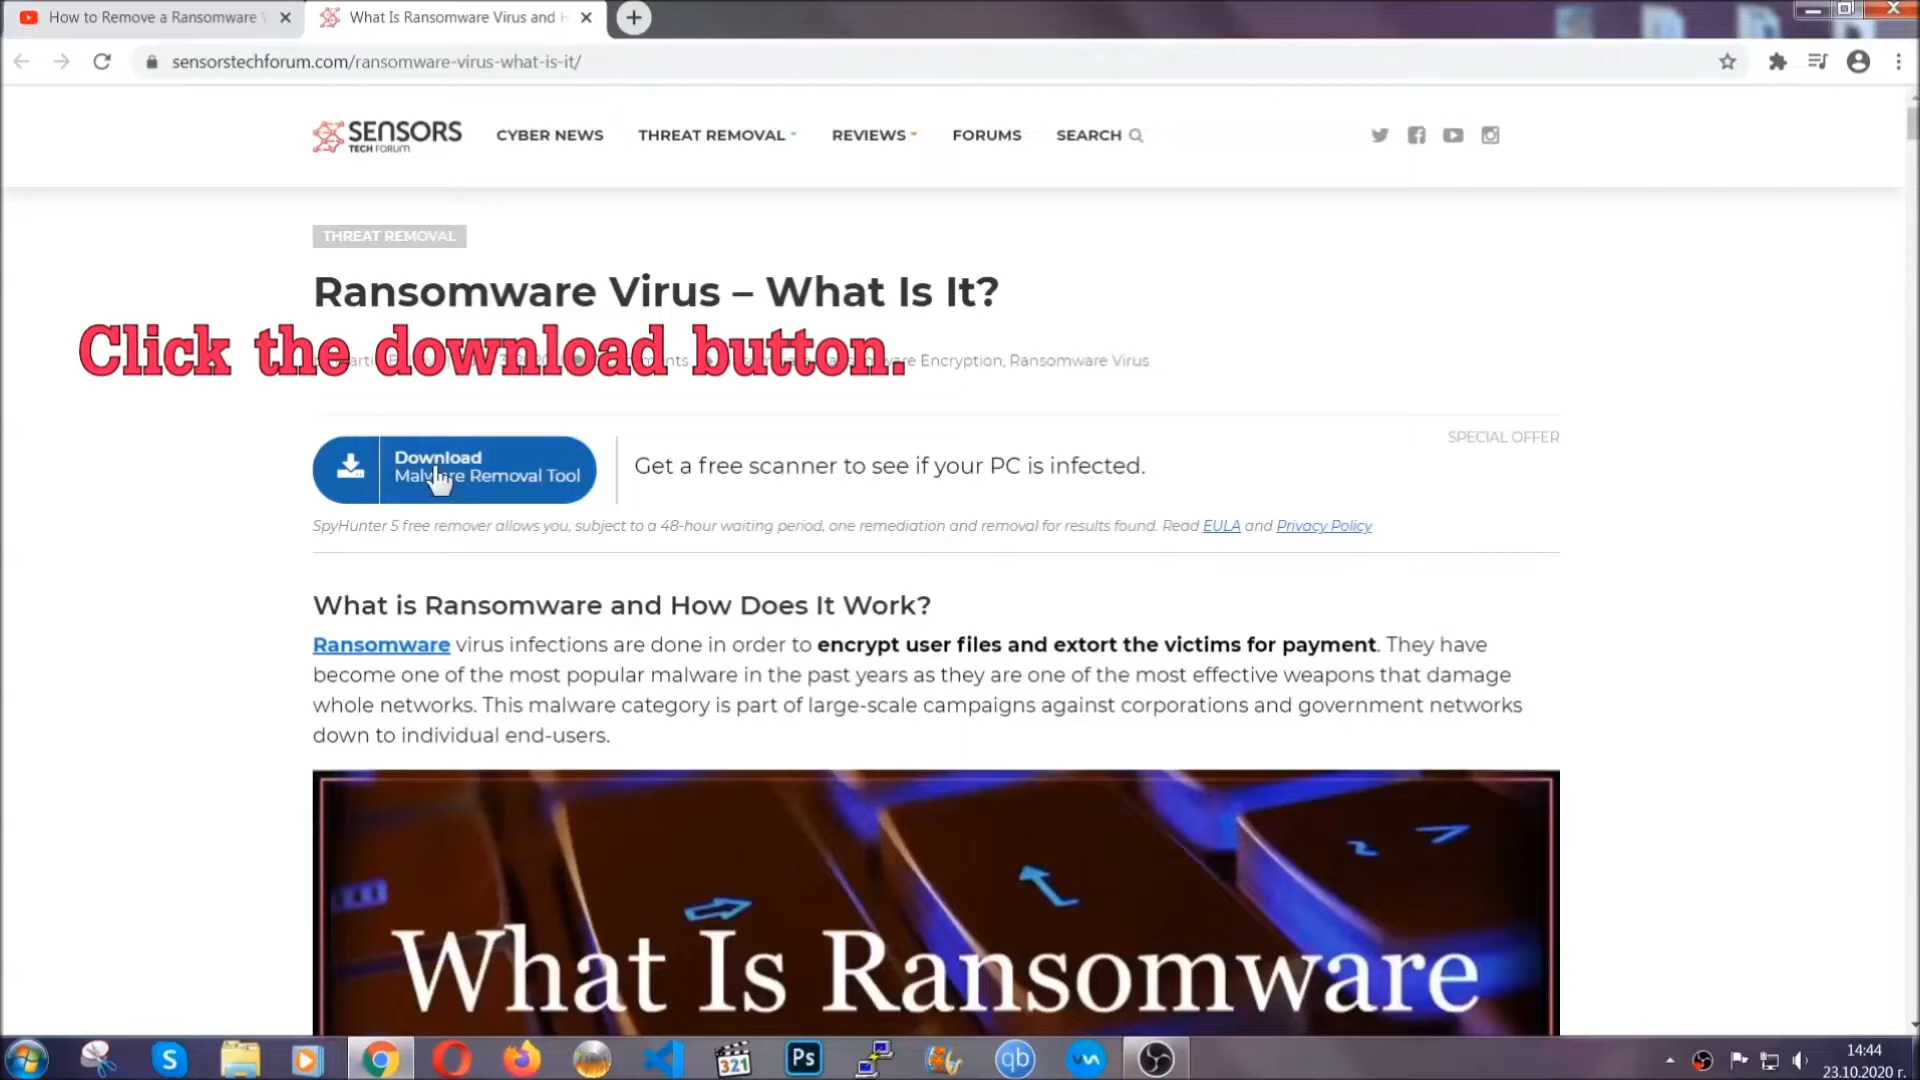 How to Remove a Ransomware
What Is Ransomware Virus and
sensorstechforum.com/ransomware-virus-what-is-it/
SENSORS
TECH FORUM
CYBER NEWS THREAT REMOVAL REVIEWS FORUMS SEARCH
THREAT REMOVAL
Ransomware Virus – What Is It?
Click the download button.
Encryption, Ransomware Virus
SPECIAL OFFER
Download
Malware Removal Tool
Get a free scanner to see if your PC is infected.
SpyHunter 5 free remover allows you, subject to a 48-hour waiting period, one remediation and removal for results found. Read EULA and Privacy Policy
What is Ransomware and How Does It Work?
Ransomware virus infections are done in order to encrypt user files and extort the victims for payment. They have
become one of the most popular malware in the past years as they are one of the most effective weapons that damage
whole networks. This malware category is part of large-scale campaigns against corporations and government networks
down to individual end-users.
What Is Ransomware
S
321
Ps
qb
14:44
23.10.2020 г.